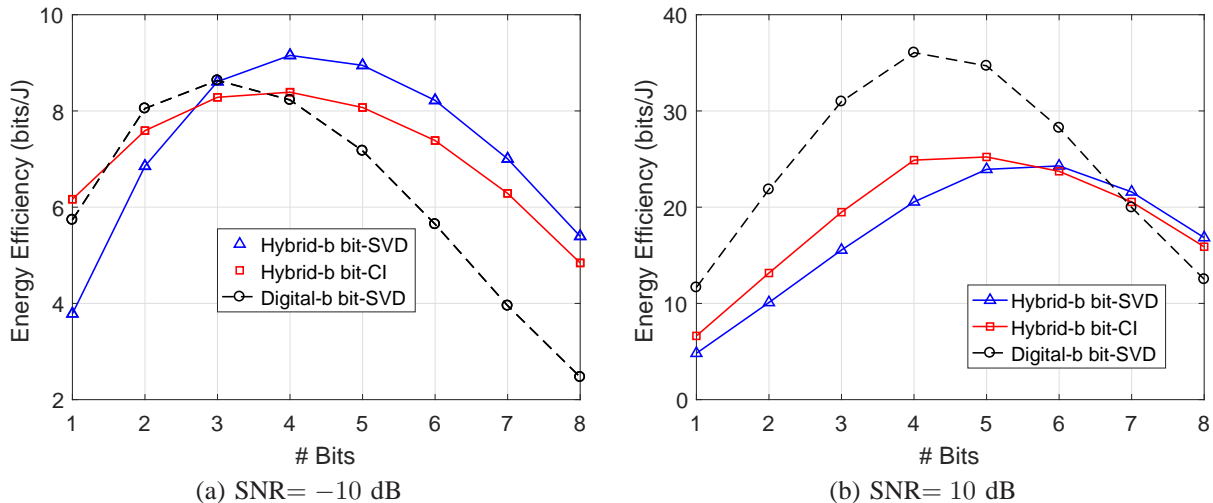 10
8
6
4
2
Energy Efficiency (bits/J)
Hybrid-b bit-SVD
Hybrid-b bit-CI
Digital-b bit-SVD
1 2 3 4 5 6 7 8
# Bits
(a) SNR= −10 dB
40
30
20
10
0
Energy Efficiency (bits/J)
Hybrid-b bit-SVD
Hybrid-b bit-CI
Digital-b bit-SVD
1 2 3 4 5 6 7 8
# Bits
(b) SNR= 10 dB